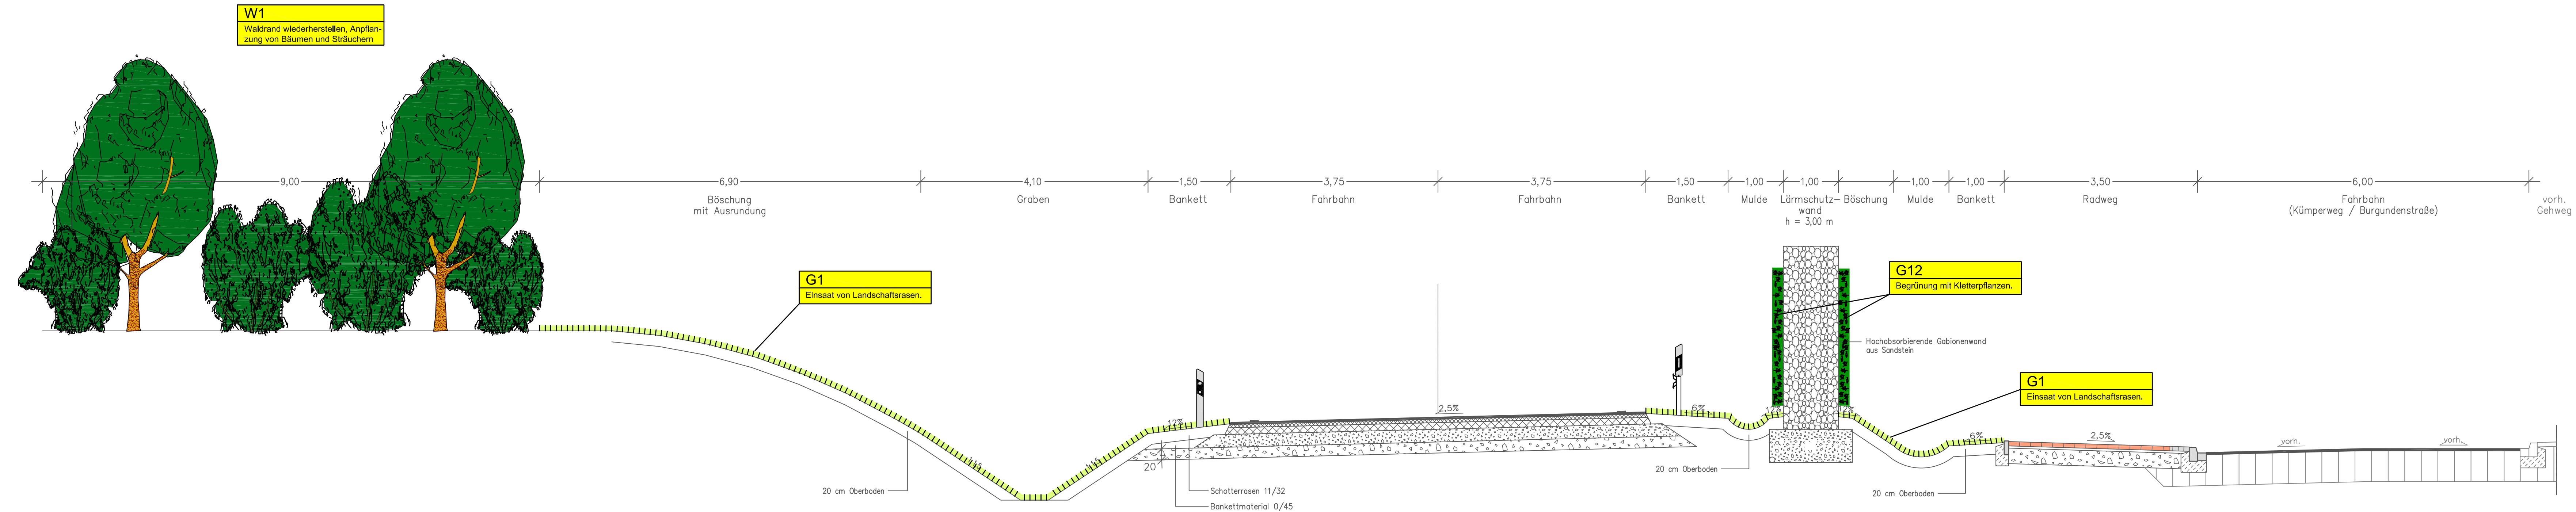 W1
Waldrand wiederherstellen, Anpflan-
zung von Bäumen und Sträuchern
9,00
6,90
4,10
1,50
3,75
3,75
1,50
1,00
1,00
1,00
1,00
3,50
6,00
Böschung
mit Ausrundung
Graben
Bankett
Fahrbahn
Fahrbahn
Bankett
Mulde
Lärmschutz-
wand
h = 3,00 m
Böschung
Mulde
Bankett
Radweg
Fahrbahn
(Kümperweg / Burgundenstraße)
vorh.
Gehweg
G1
Einsaat von Landschaftsrasen.
G12
Begrünung mit Kletterpflanzen.
Hochabsorbierende Gabionenwand
aus Sandstein
G1
Einsaat von Landschaftsrasen.
12%
2,5%
6%
12%
6%
2,5%
vorh.
vorh.
20
20 cm Oberboden
Schotterrasen 11/32
Bankettmaterial 0/45
20 cm Oberboden
20 cm Oberboden